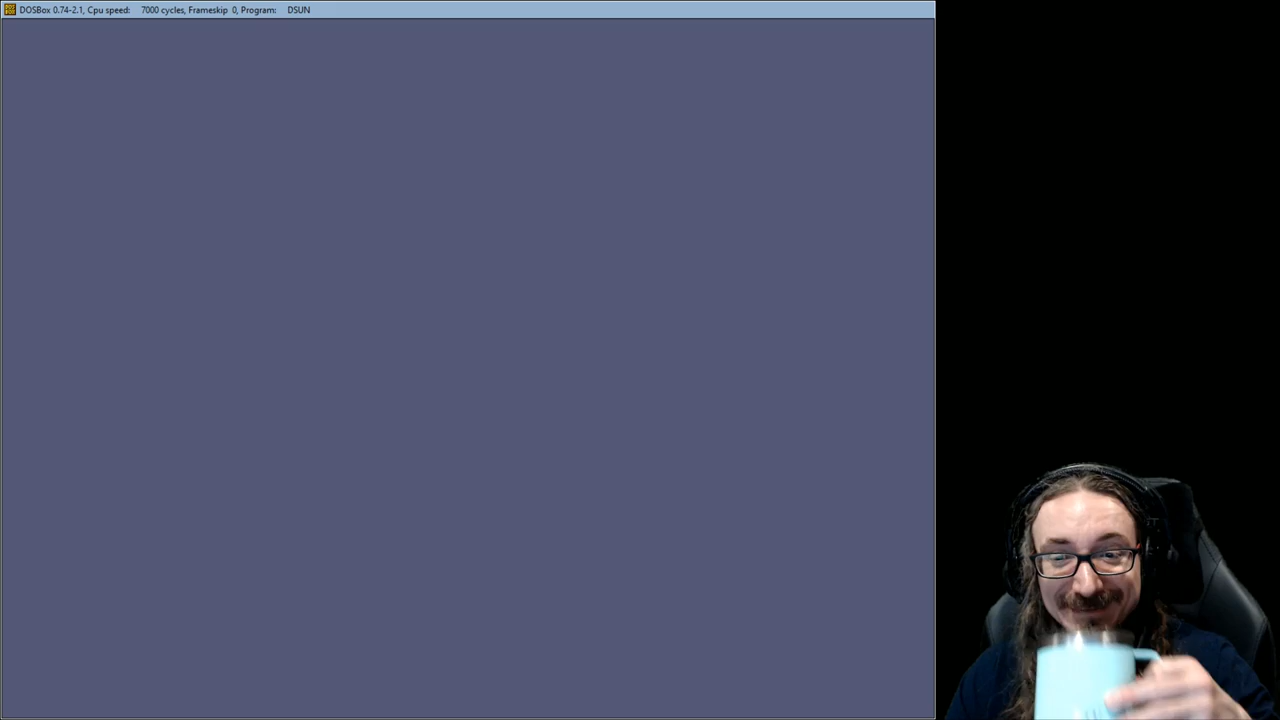 DOSBox 0.74-2.1, Cpu speed: 7000 cycles, Frameskip 0, Program: DSUN